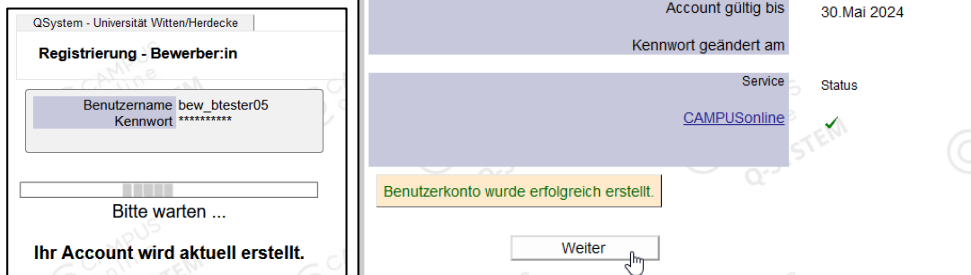 QSystem - Universität Witten/Herdecke
Registrierung - Bewerber:in
Benutzername bew_btester05
Kennwort **********
Bitte warten ...
Ihr Account wird aktuell erstellt.
Account gültig bis 30.Mai 2024
Kennwort geändert am
Service Status
CAMPUSonline ✓
Benutzerkonto wurde erfolgreich erstellt.
Weiter